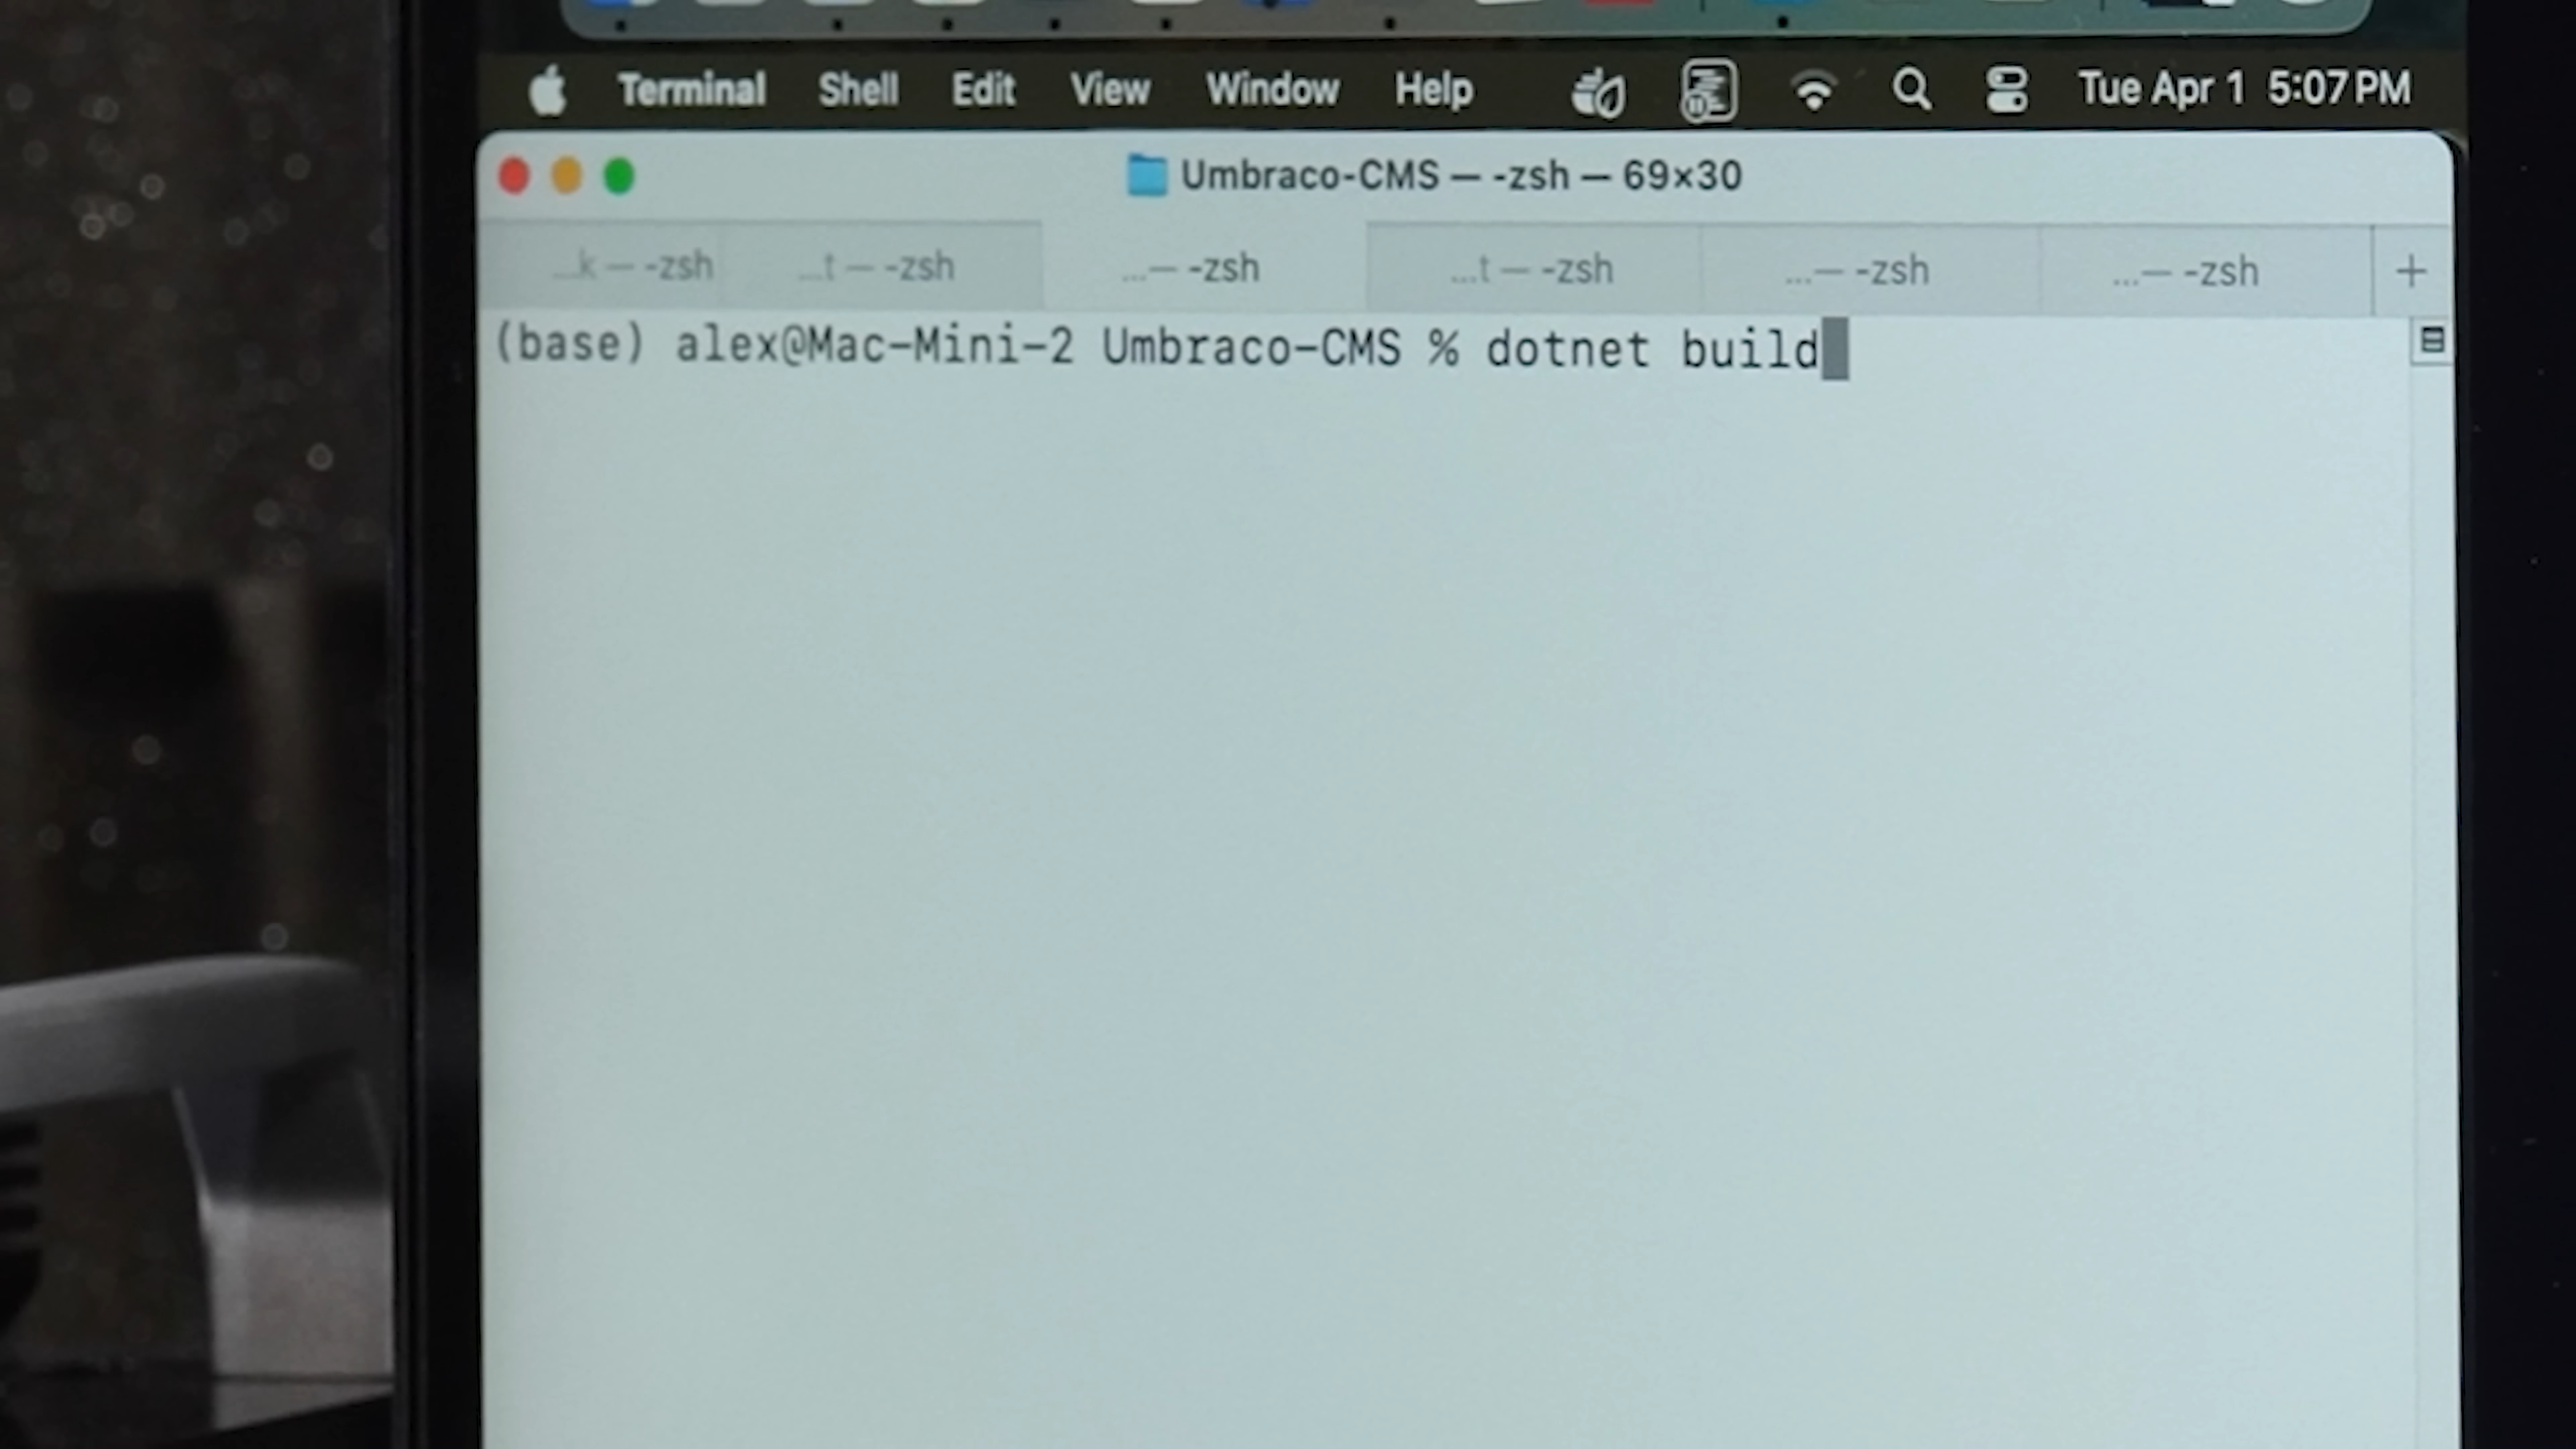 Terminal Shell Edit View Window Help Tue Apr 1 5:07 PM
Umbraco-CMS — -zsh — 69×30
...k — -zsh ...t — -zsh ...— -zsh ...t — -zsh ...— -zsh ...— -zsh +
(base) alex@Mac-Mini-2 Umbraco-CMS % dotnet build